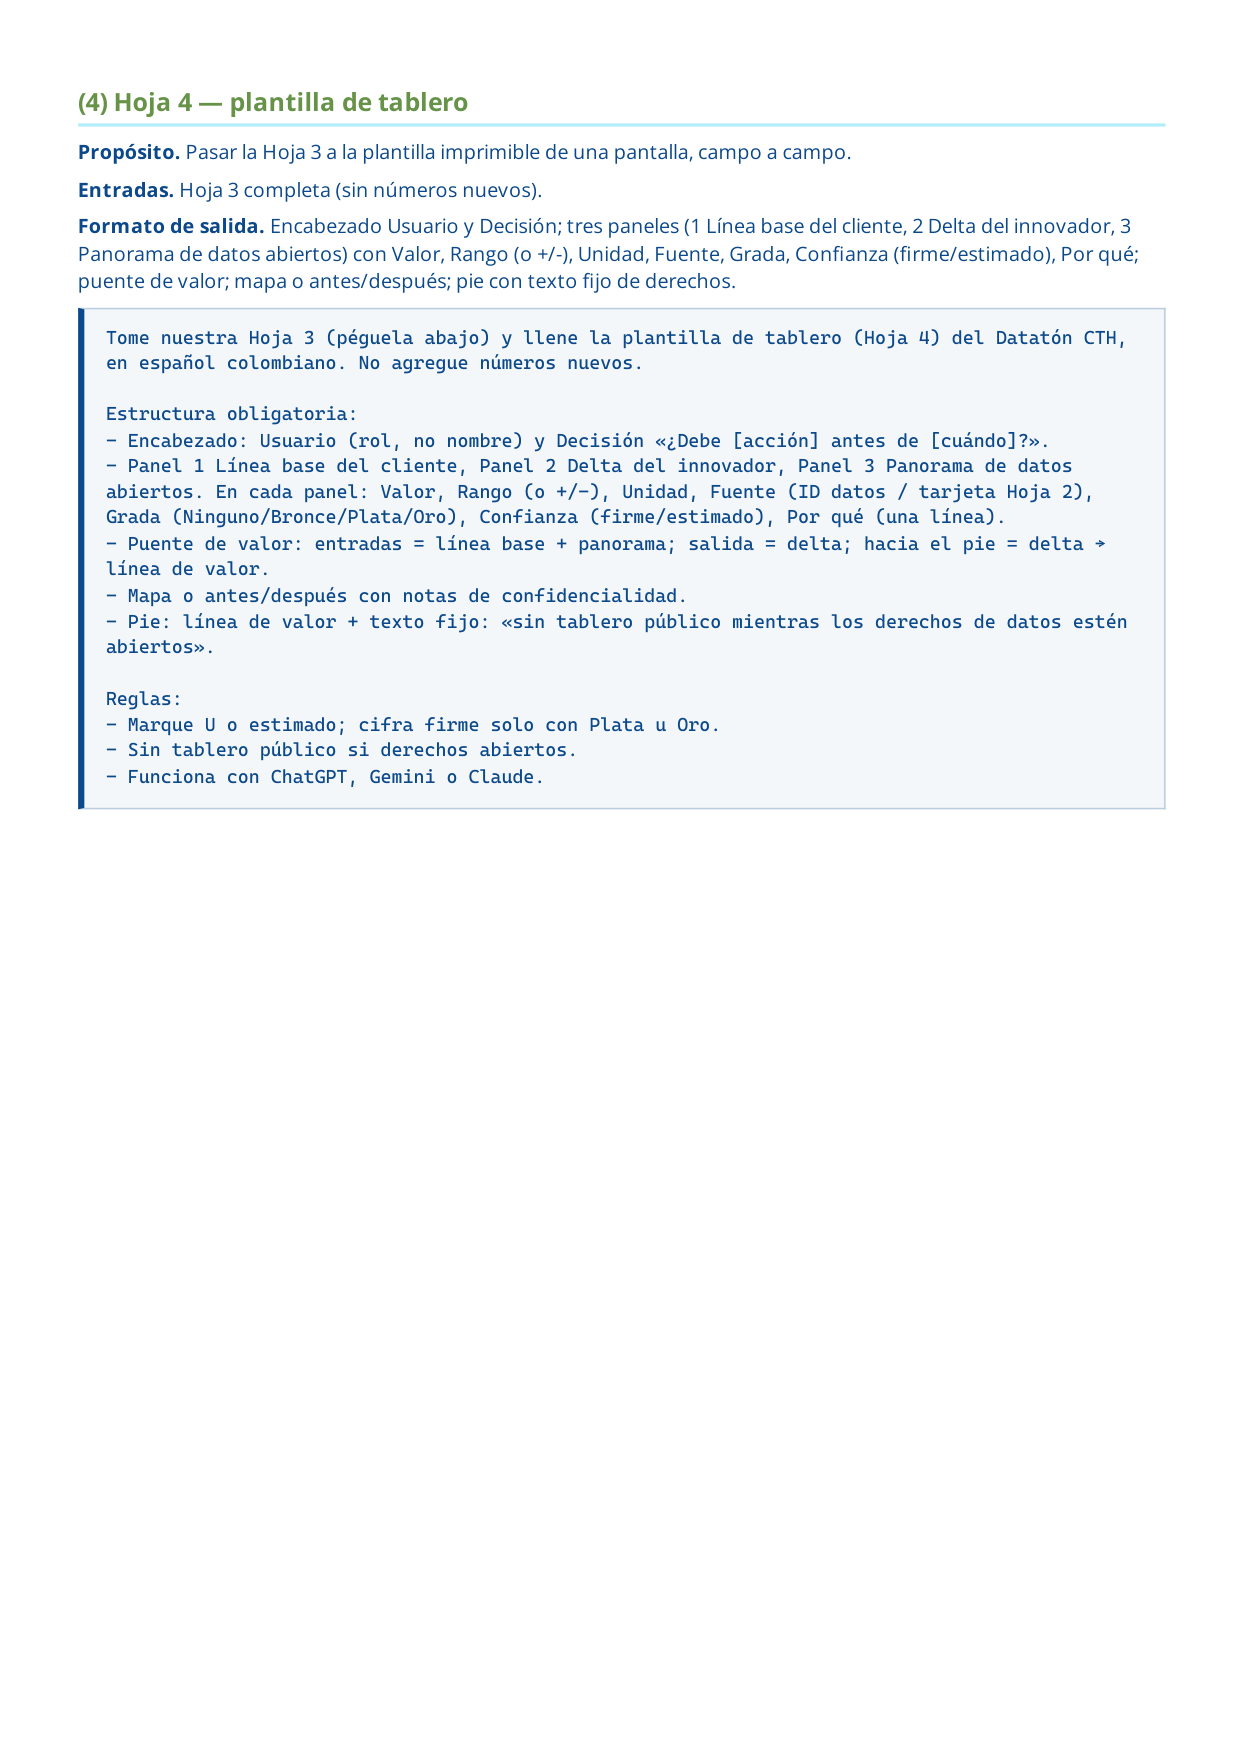 (4) Hoja 4 — plantilla de tablero
Propósito. Pasar la Hoja 3 a la plantilla imprimible de una pantalla, campo a campo.
Entradas. Hoja 3 completa (sin números nuevos).
Formato de salida. Encabezado Usuario y Decisión; tres paneles (1 Línea base del cliente, 2 Delta del innovador, 3
Panorama de datos abiertos) con Valor, Rango (o +/-), Unidad, Fuente, Grada, Confianza (firme/estimado), Por qué;
puente de valor; mapa o antes/después; pie con texto fijo de derechos.
Tome nuestra Hoja 3 (péguela abajo) y llene la plantilla de tablero (Hoja 4) del Datatón CTH,
en español colombiano. No agregue números nuevos.
Estructura obligatoria:
– Encabezado: Usuario (rol, no nombre) y Decisión «¿Debe [acción] antes de [cuándo]?».
– Panel 1 Línea base del cliente, Panel 2 Delta del innovador, Panel 3 Panorama de datos
abiertos. En cada panel: Valor, Rango (o +/−), Unidad, Fuente (ID datos / tarjeta Hoja 2),
Grada (Ninguno/Bronce/Plata/Oro), Confianza (firme/estimado), Por qué (una línea).
– Puente de valor: entradas = línea base + panorama; salida = delta; hacia el pie = delta →
línea de valor.
– Mapa o antes/después con notas de confidencialidad.
– Pie: línea de valor + texto fijo: «sin tablero público mientras los derechos de datos estén
abiertos».
Reglas:
– Marque U o estimado; cifra firme solo con Plata u Oro.
– Sin tablero público si derechos abiertos.
– Funciona con ChatGPT, Gemini o Claude.